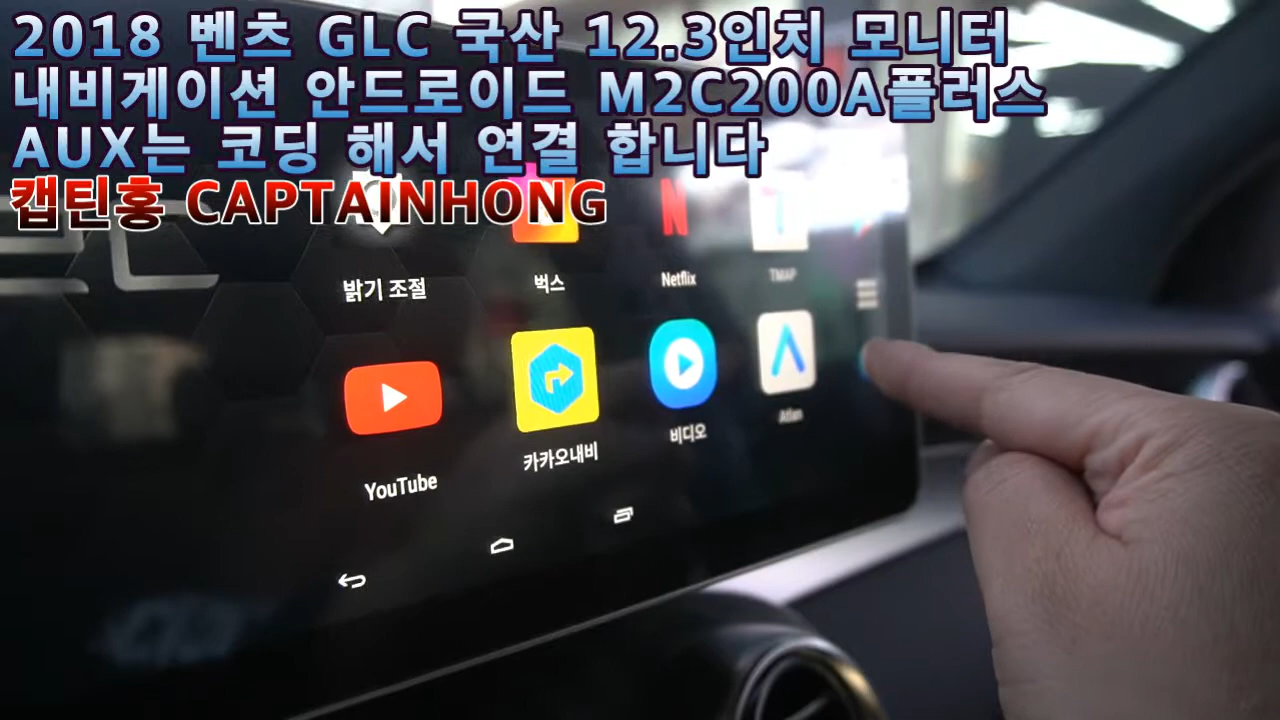 2018 벤츠 GLC 국산 12.3인치 모니터
내비게이션 안드로이드 M2C200A플러스
AUX는 코딩 해서 연결 합니다
캡틴홍 CAPTAINHONG
밝기 조절
벅스
Netflix
TMAP
YouTube
카카오내비
비디오
Atlan